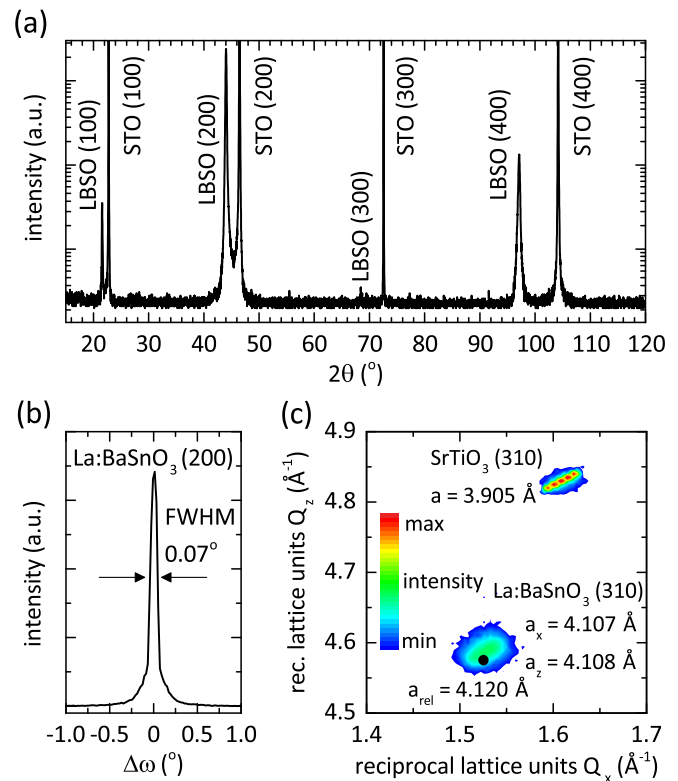 (a)
intensity (a.u.)
LBSO (100)
STO (100)
LBSO (200)
STO (200)
LBSO (300)
STO (300)
LBSO (400)
STO (400)
20 30 40 50 60 70 80 90 100 110 120
2θ (°)
(b)
intensity (a.u.)
La:BaSnO₃ (200)
FWHM
0.07°
-1.0 -0.5 0 0.5 1.0
Δω (°)
(c)
rec. lattice units Q_z (Å⁻¹)
4.9
4.8
4.7
4.6
4.5
SrTiO₃ (310)
a = 3.905 Å
max
intensity
min
La:BaSnO₃ (310)
aₓ = 4.107 Å
a_z = 4.108 Å
a_rel = 4.120 Å
1.4 1.5 1.6 1.7
reciprocal lattice units Qₓ (Å⁻¹)